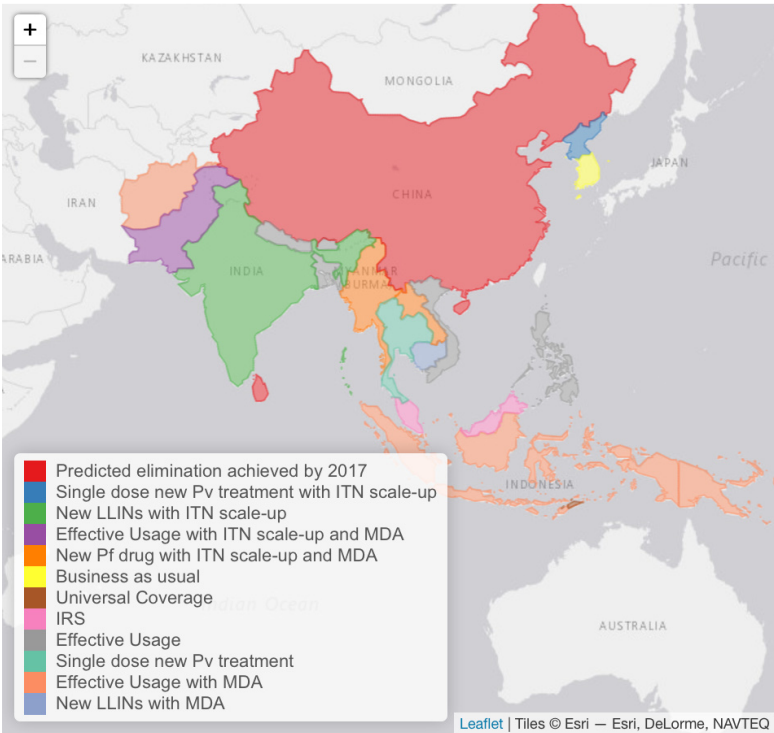 +
−
KAZAKHSTAN
MONGOLIA
JAPAN
IRAN
CHINA
ARABIA
INDIA
MYANMAR
BURMA
Pacific
INDONESIA
Predicted elimination achieved by 2017
Single dose new Pv treatment with ITN scale-up
New LLINs with ITN scale-up
Effective Usage with ITN scale-up and MDA
New Pf drug with ITN scale-up and MDA
Business as usual
Universal Coverage
Indian Ocean
IRS
AUSTRALIA
Effective Usage
Single dose new Pv treatment
Effective Usage with MDA
New LLINs with MDA
Leaflet | Tiles © Esri — Esri, DeLorme, NAVTEQ